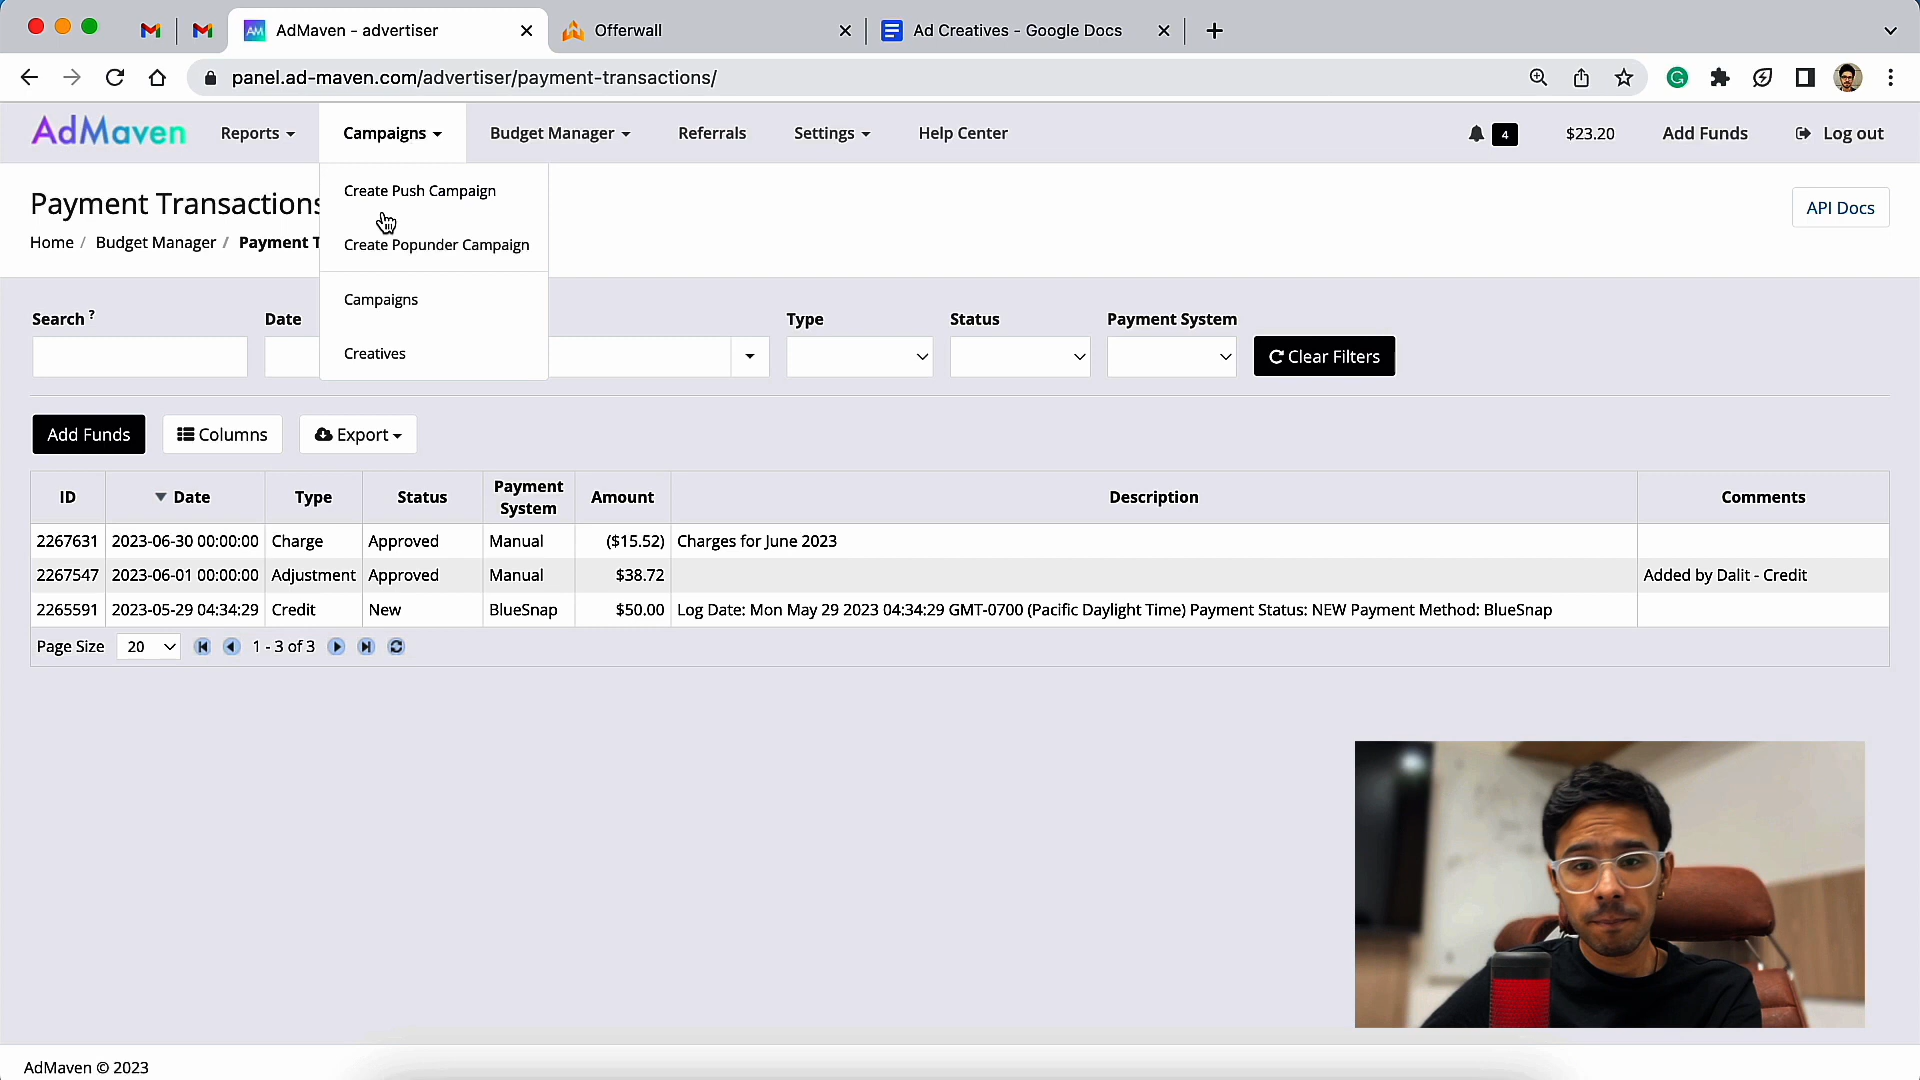 AdMaven - advertiser
Offerwall
Ad Creatives - Google Docs
panel.ad-maven.com/advertiser/payment-transactions/
AdMaven Reports Campaigns Budget Manager Referrals Settings Help Center 4 $23.20 Add Funds Log out
Create Push Campaign
Create Popunder Campaign
Campaigns
Creatives
Payment Transactions
API Docs
Home / Budget Manager / Payment T
Search ? Date Type Status Payment System
Clear Filters
Add Funds Columns Export
ID Date Type Status Payment System Amount Description Comments
2267631 2023-06-30 00:00:00 Charge Approved Manual ($15.52) Charges for June 2023
2267547 2023-06-01 00:00:00 Adjustment Approved Manual $38.72 Added by Dalit - Credit
2265591 2023-05-29 04:34:29 Credit New BlueSnap $50.00 Log Date: Mon May 29 2023 04:34:29 GMT-0700 (Pacific Daylight Time) Payment Status: NEW Payment Method: BlueSnap
Page Size 20 1 - 3 of 3
AdMaven © 2023